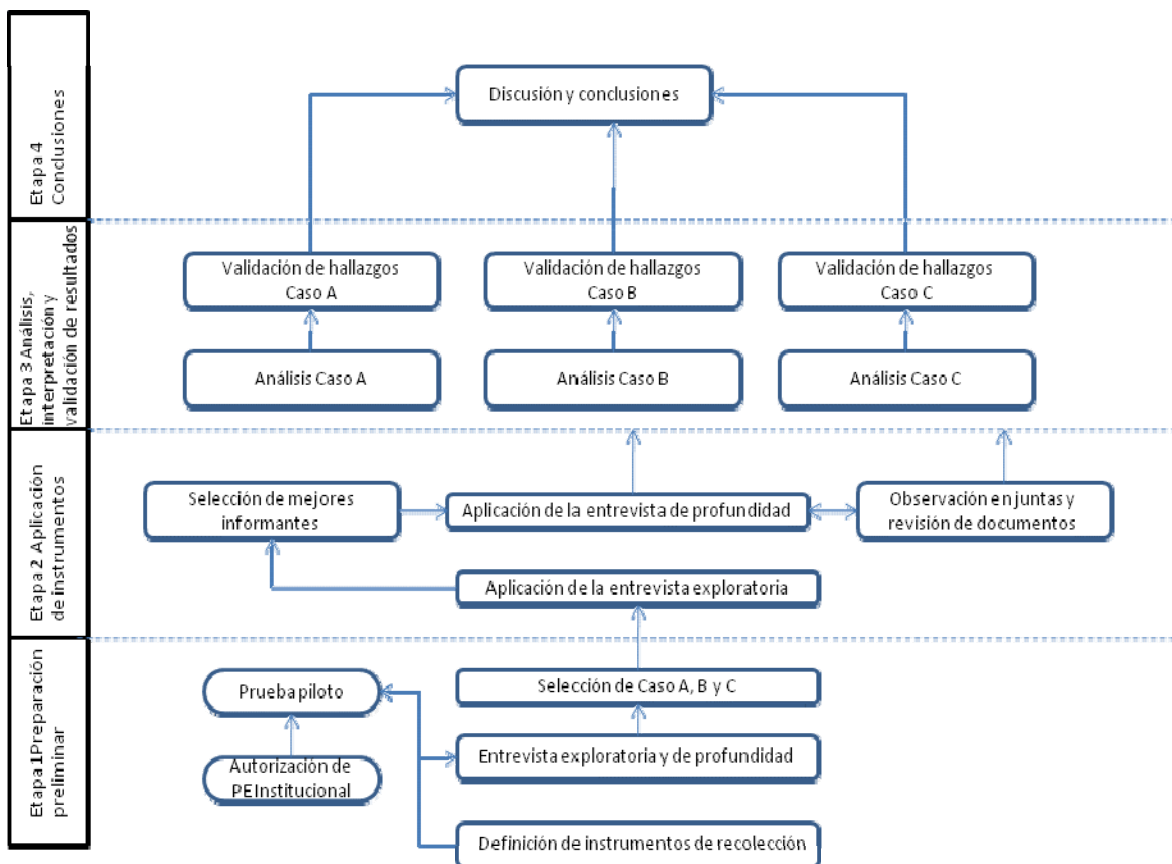 Etapa 4
Conclusiones
Discusión y conclusiones
Etapa 3 Análisis,
interpretación y
validación de resultados
Validación de hallazgos
Caso A
Validación de hallazgos
Caso B
Validación de hallazgos
Caso C
Análisis Caso A
Análisis Caso B
Análisis Caso C
Etapa 2 Aplicación
de instrumentos
Selección de mejores
informantes
Aplicación de la entrevista de profundidad
Observación en juntas y
revisión de documentos
Aplicación de la entrevista exploratoria
Etapa 1Preparación
preliminar
Prueba piloto
Selección de Caso A, B y C
Autorización de
PE Institucional
Entrevista exploratoria y de profundidad
Definición de instrumentos de recolección